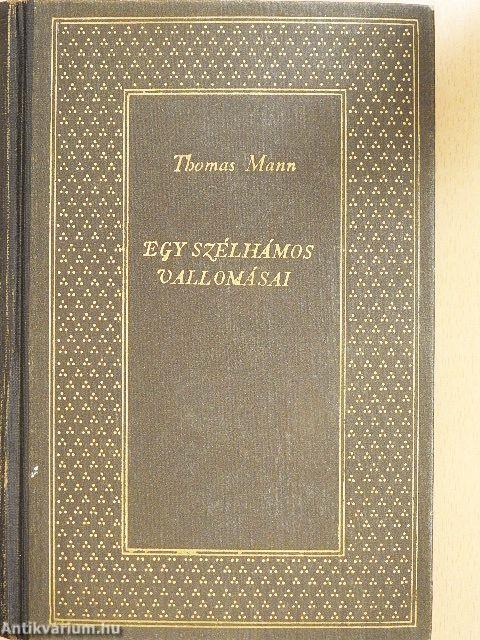 Thomas Mann
EGY SZÉLHÁMOS
VALLOMÁSAI
Antikvarium.hu